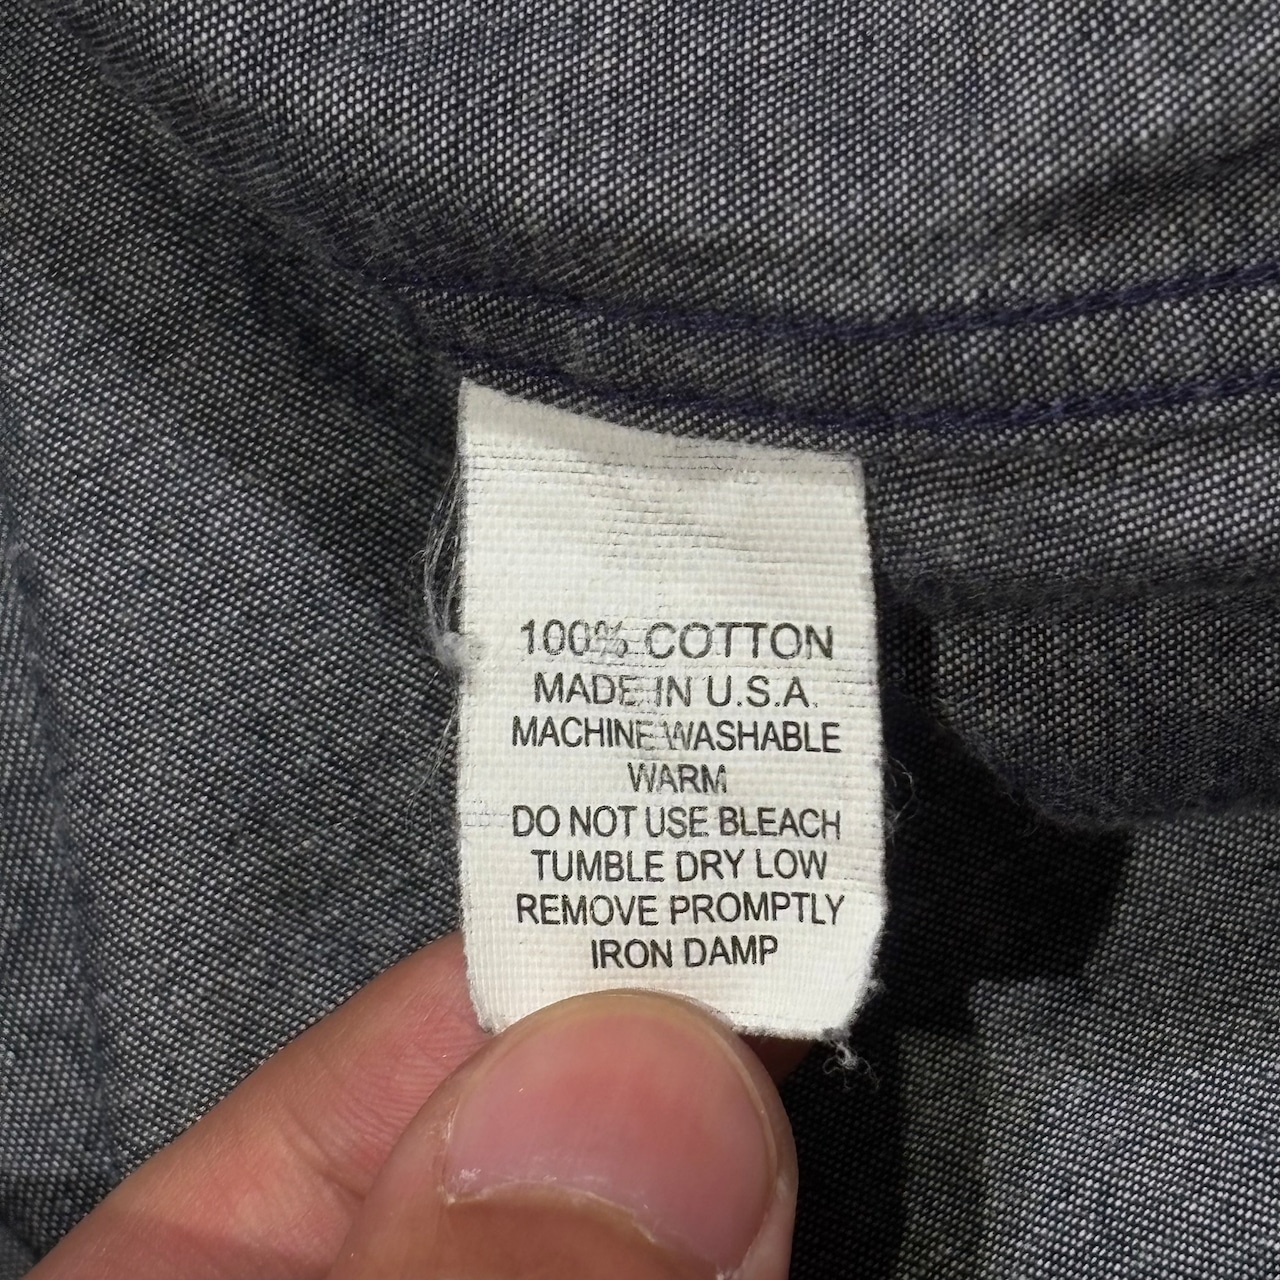 100% COTTON
MADE IN U.S.A.
MACHINE WASHABLE
WARM
DO NOT USE BLEACH
TUMBLE DRY LOW
REMOVE PROMPTLY
IRON DAMP